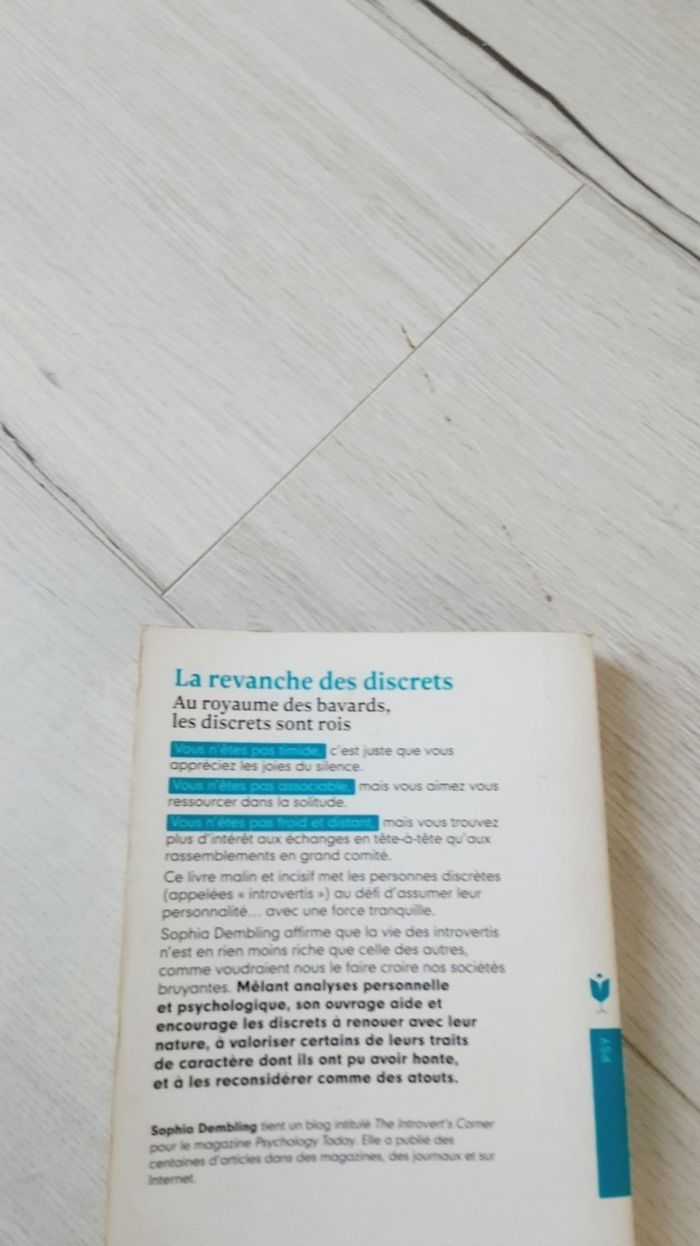 La revanche des discrets
Au royaume des bavards,
les discrets sont rois
Vous n'êtes pas timide, c'est juste que vous
appréciez les joies du silence.
Vous n'êtes pas associable, mais vous aimez vous
ressourcer dans la solitude.
Vous n'êtes pas froid et distant, mais vous trouvez
plus d'intérêt aux échanges en tête-à-tête qu'aux
rassemblements en grand comité.
Ce livre malin et incisif met les personnes discrètes
(appelées « introvertis ») au défi d'assumer leur
personnalité... avec une force tranquille.
Sophia Dembling affirme que la vie des introvertis
n'est en rien moins riche que celle des autres,
comme voudraient nous le faire croire nos sociétés
bruyantes. Mêlant analyses personnelle
et psychologique, son ouvrage aide et
encourage les discrets à renouer avec leur
nature, à valoriser certains de leurs traits
de caractère dont ils ont pu avoir honte,
et à les reconsidérer comme des atouts.
Sophia Dembling tient un blog intitulé The Introvert's Corner
pour le magazine Psychology Today. Elle a publié des
centaines d'articles dans des magazines, des journaux et sur
Internet.
PSY